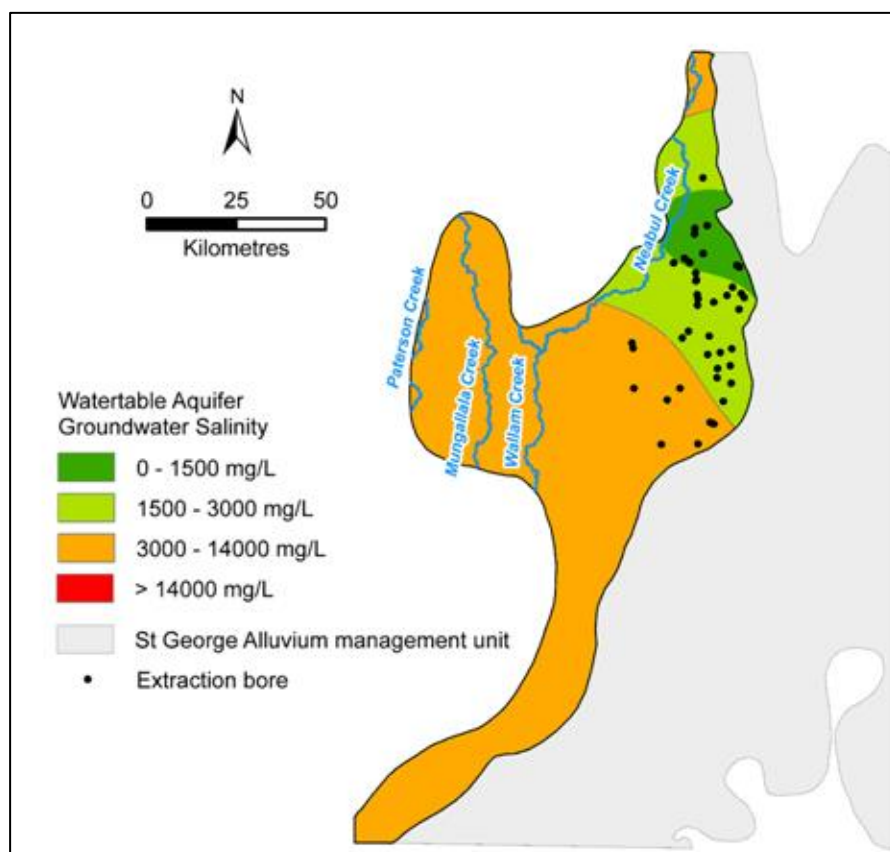 N
0 25 50
Kilometres
Neabul Creek
Paterson Creek
Mungallala Creek
Wallam Creek
Watertable Aquifer
Groundwater Salinity
0 - 1500 mg/L
1500 - 3000 mg/L
3000 - 14000 mg/L
> 14000 mg/L
St George Alluvium management unit
Extraction bore